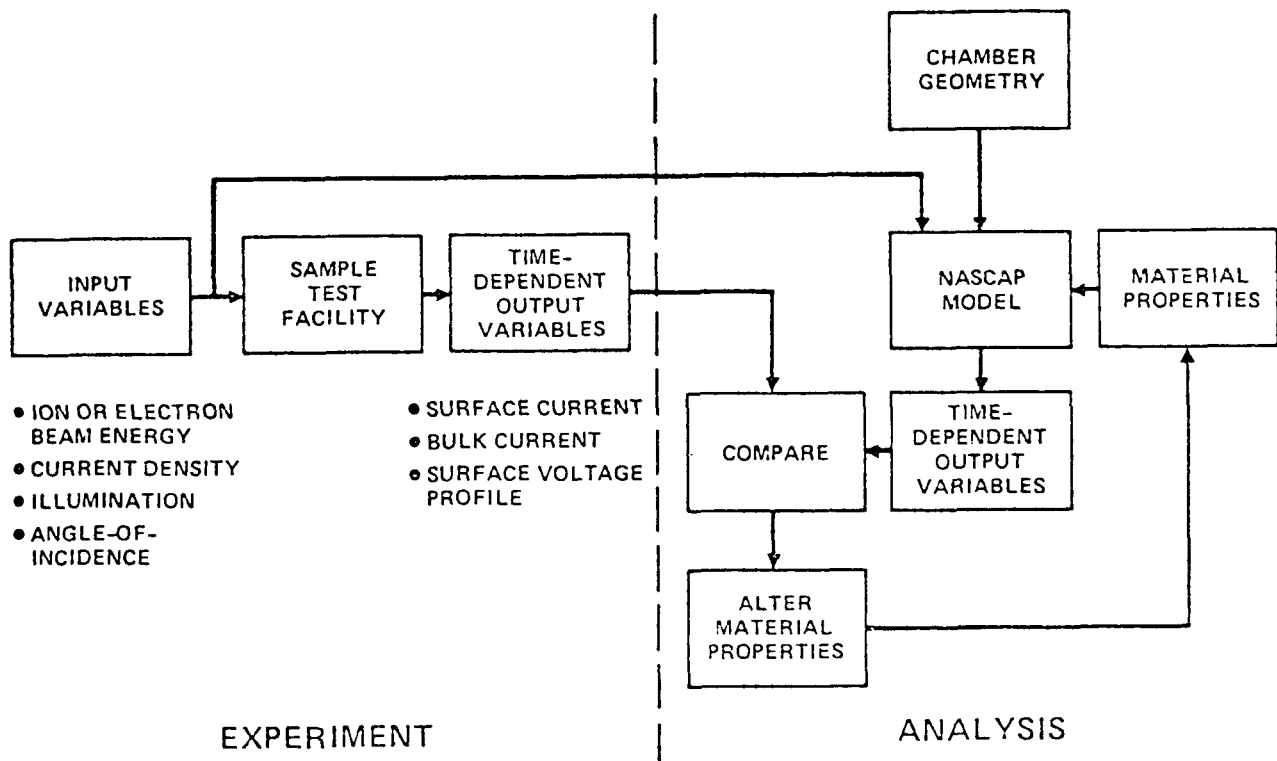 CHAMBER
GEOMETRY
INPUT
VARIABLES
SAMPLE
TEST
FACILITY
TIME-
DEPENDENT
OUTPUT
VARIABLES
NASCAP
MODEL
MATERIAL
PROPERTIES
• ION OR ELECTRON
BEAM ENERGY
• CURRENT DENSITY
• ILLUMINATION
• ANGLE-OF-
INCIDENCE
• SURFACE CURRENT
• BULK CURRENT
• SURFACE VOLTAGE
PROFILE
COMPARE
TIME-
DEPENDENT
OUTPUT
VARIABLES
ALTER
MATERIAL
PROPERTIES
EXPERIMENT
ANALYSIS